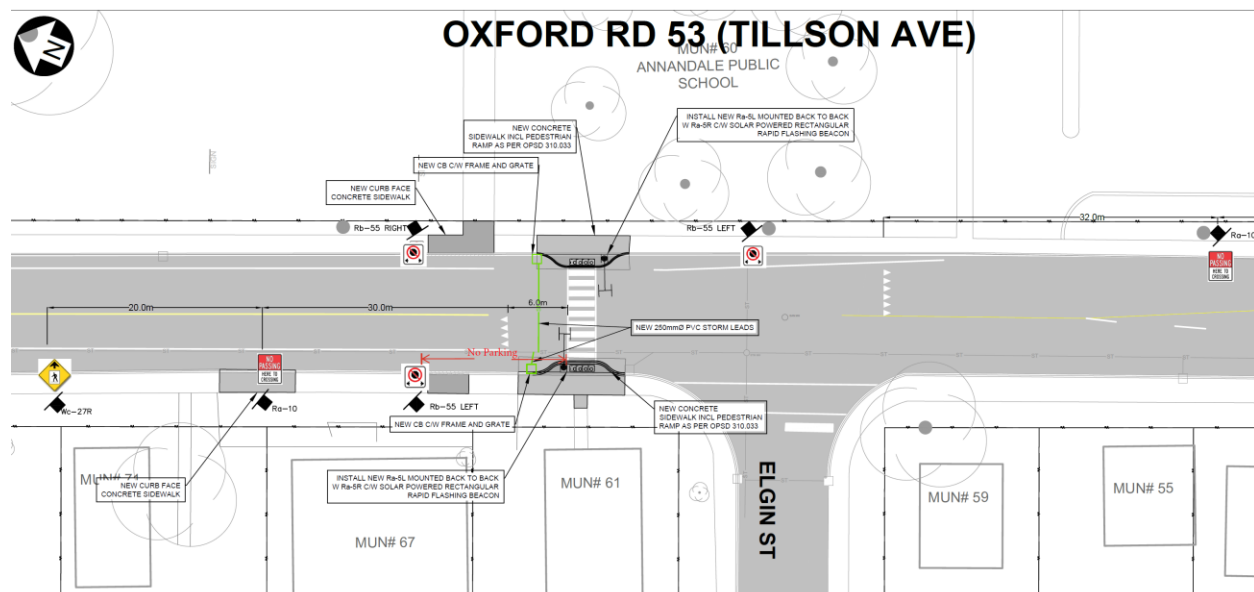 OXFORD RD 53 (TILLSON AVE)
N
MUN# 60
ANNANDALE PUBLIC
SCHOOL
INSTALL NEW Ra-5L MOUNTED BACK TO BACK
W Ra-5R C/W SOLAR POWERED RECTANGULAR
RAPID FLASHING BEACON
NEW CONCRETE
SIDEWALK INCL PEDESTRIAN
RAMP AS PER OPSD 310.033
NEW CB C/W FRAME AND GRATE
SIGN
NEW CURB FACE
CONCRETE SIDEWALK
Rb-55 RIGHT
Rb-55 LEFT
32.0m
Ra-10
NO
PASSING
HERE TO
CROSSING
20.0m
30.0m
6.0m
NEW 250mmØ PVC STORM LEADS
No Parking
NO
PASSING
HERE TO
CROSSING
Wc-27R
Ra-10
Rb-55 LEFT
NEW CB C/W FRAME AND GRATE
NEW CONCRETE
SIDEWALK INCL PEDESTRIAN
RAMP AS PER OPSD 310.033
MUN# 71
NEW CURB FACE
CONCRETE SIDEWALK
INSTALL NEW Ra-5L MOUNTED BACK TO BACK
W Ra-5R C/W SOLAR POWERED RECTANGULAR
RAPID FLASHING BEACON
MUN# 67
MUN# 61
ELGIN ST
MUN# 59
MUN# 55